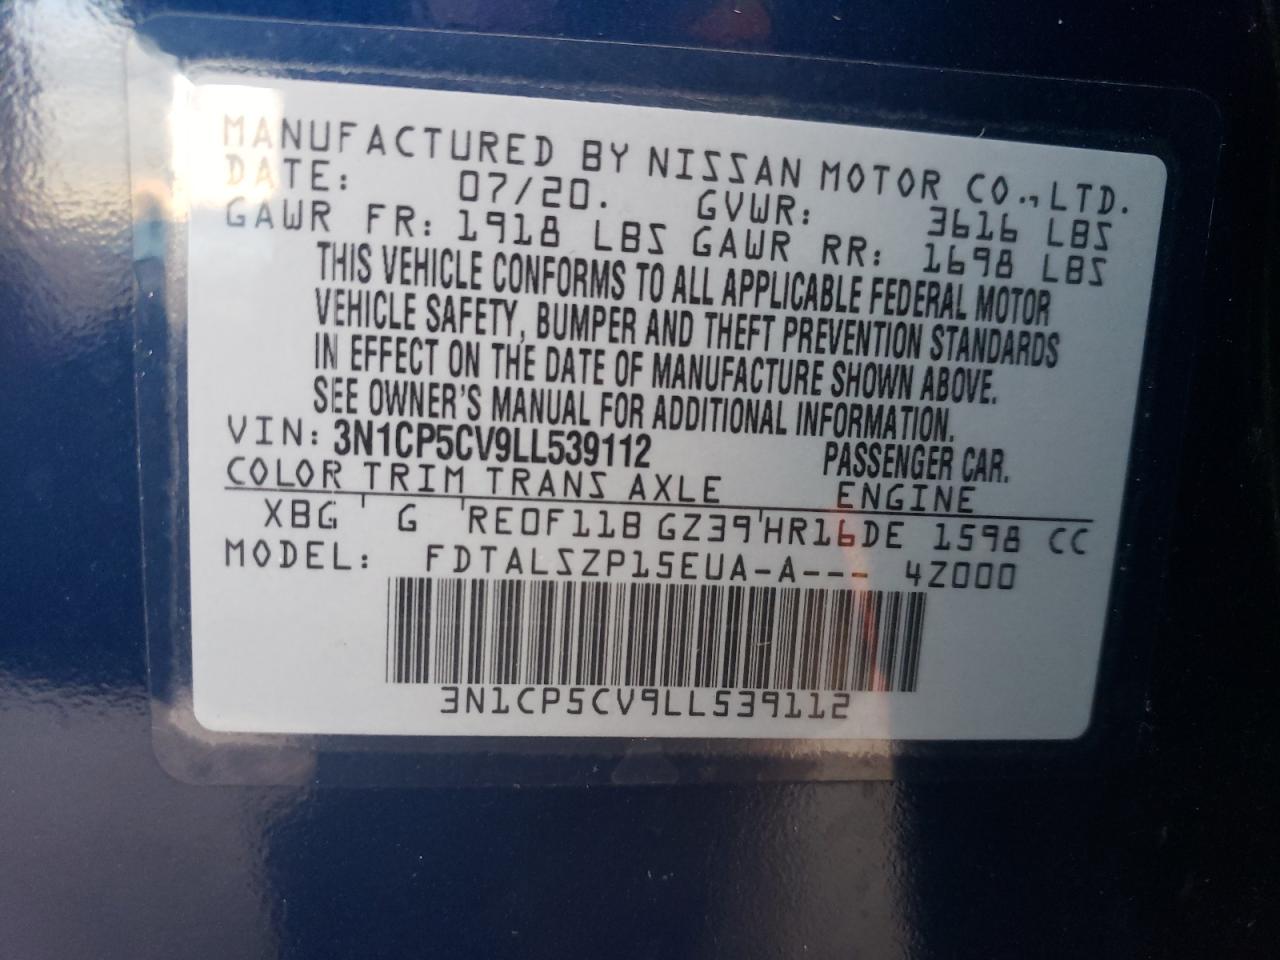 MANUFACTURED BY NISSAN MOTOR CO., LTD.
DATE: 07/20. GVWR: 3616 LBS
GAWR FR: 1918 LBS GAWR RR: 1698 LBS
THIS VEHICLE CONFORMS TO ALL APPLICABLE FEDERAL MOTOR
VEHICLE SAFETY, BUMPER AND THEFT PREVENTION STANDARDS
IN EFFECT ON THE DATE OF MANUFACTURE SHOWN ABOVE.
SEE OWNER'S MANUAL FOR ADDITIONAL INFORMATION.
VIN: 3N1CP5CV9LL539112 PASSENGER CAR.
COLOR TRIM TRANS AXLE ENGINE
XBG G RE0F11B GZ39 HR16DE 1598 CC
MODEL: FDTALSZP15EUA-A--- 4Z000
3N1CP5CV9LL539112